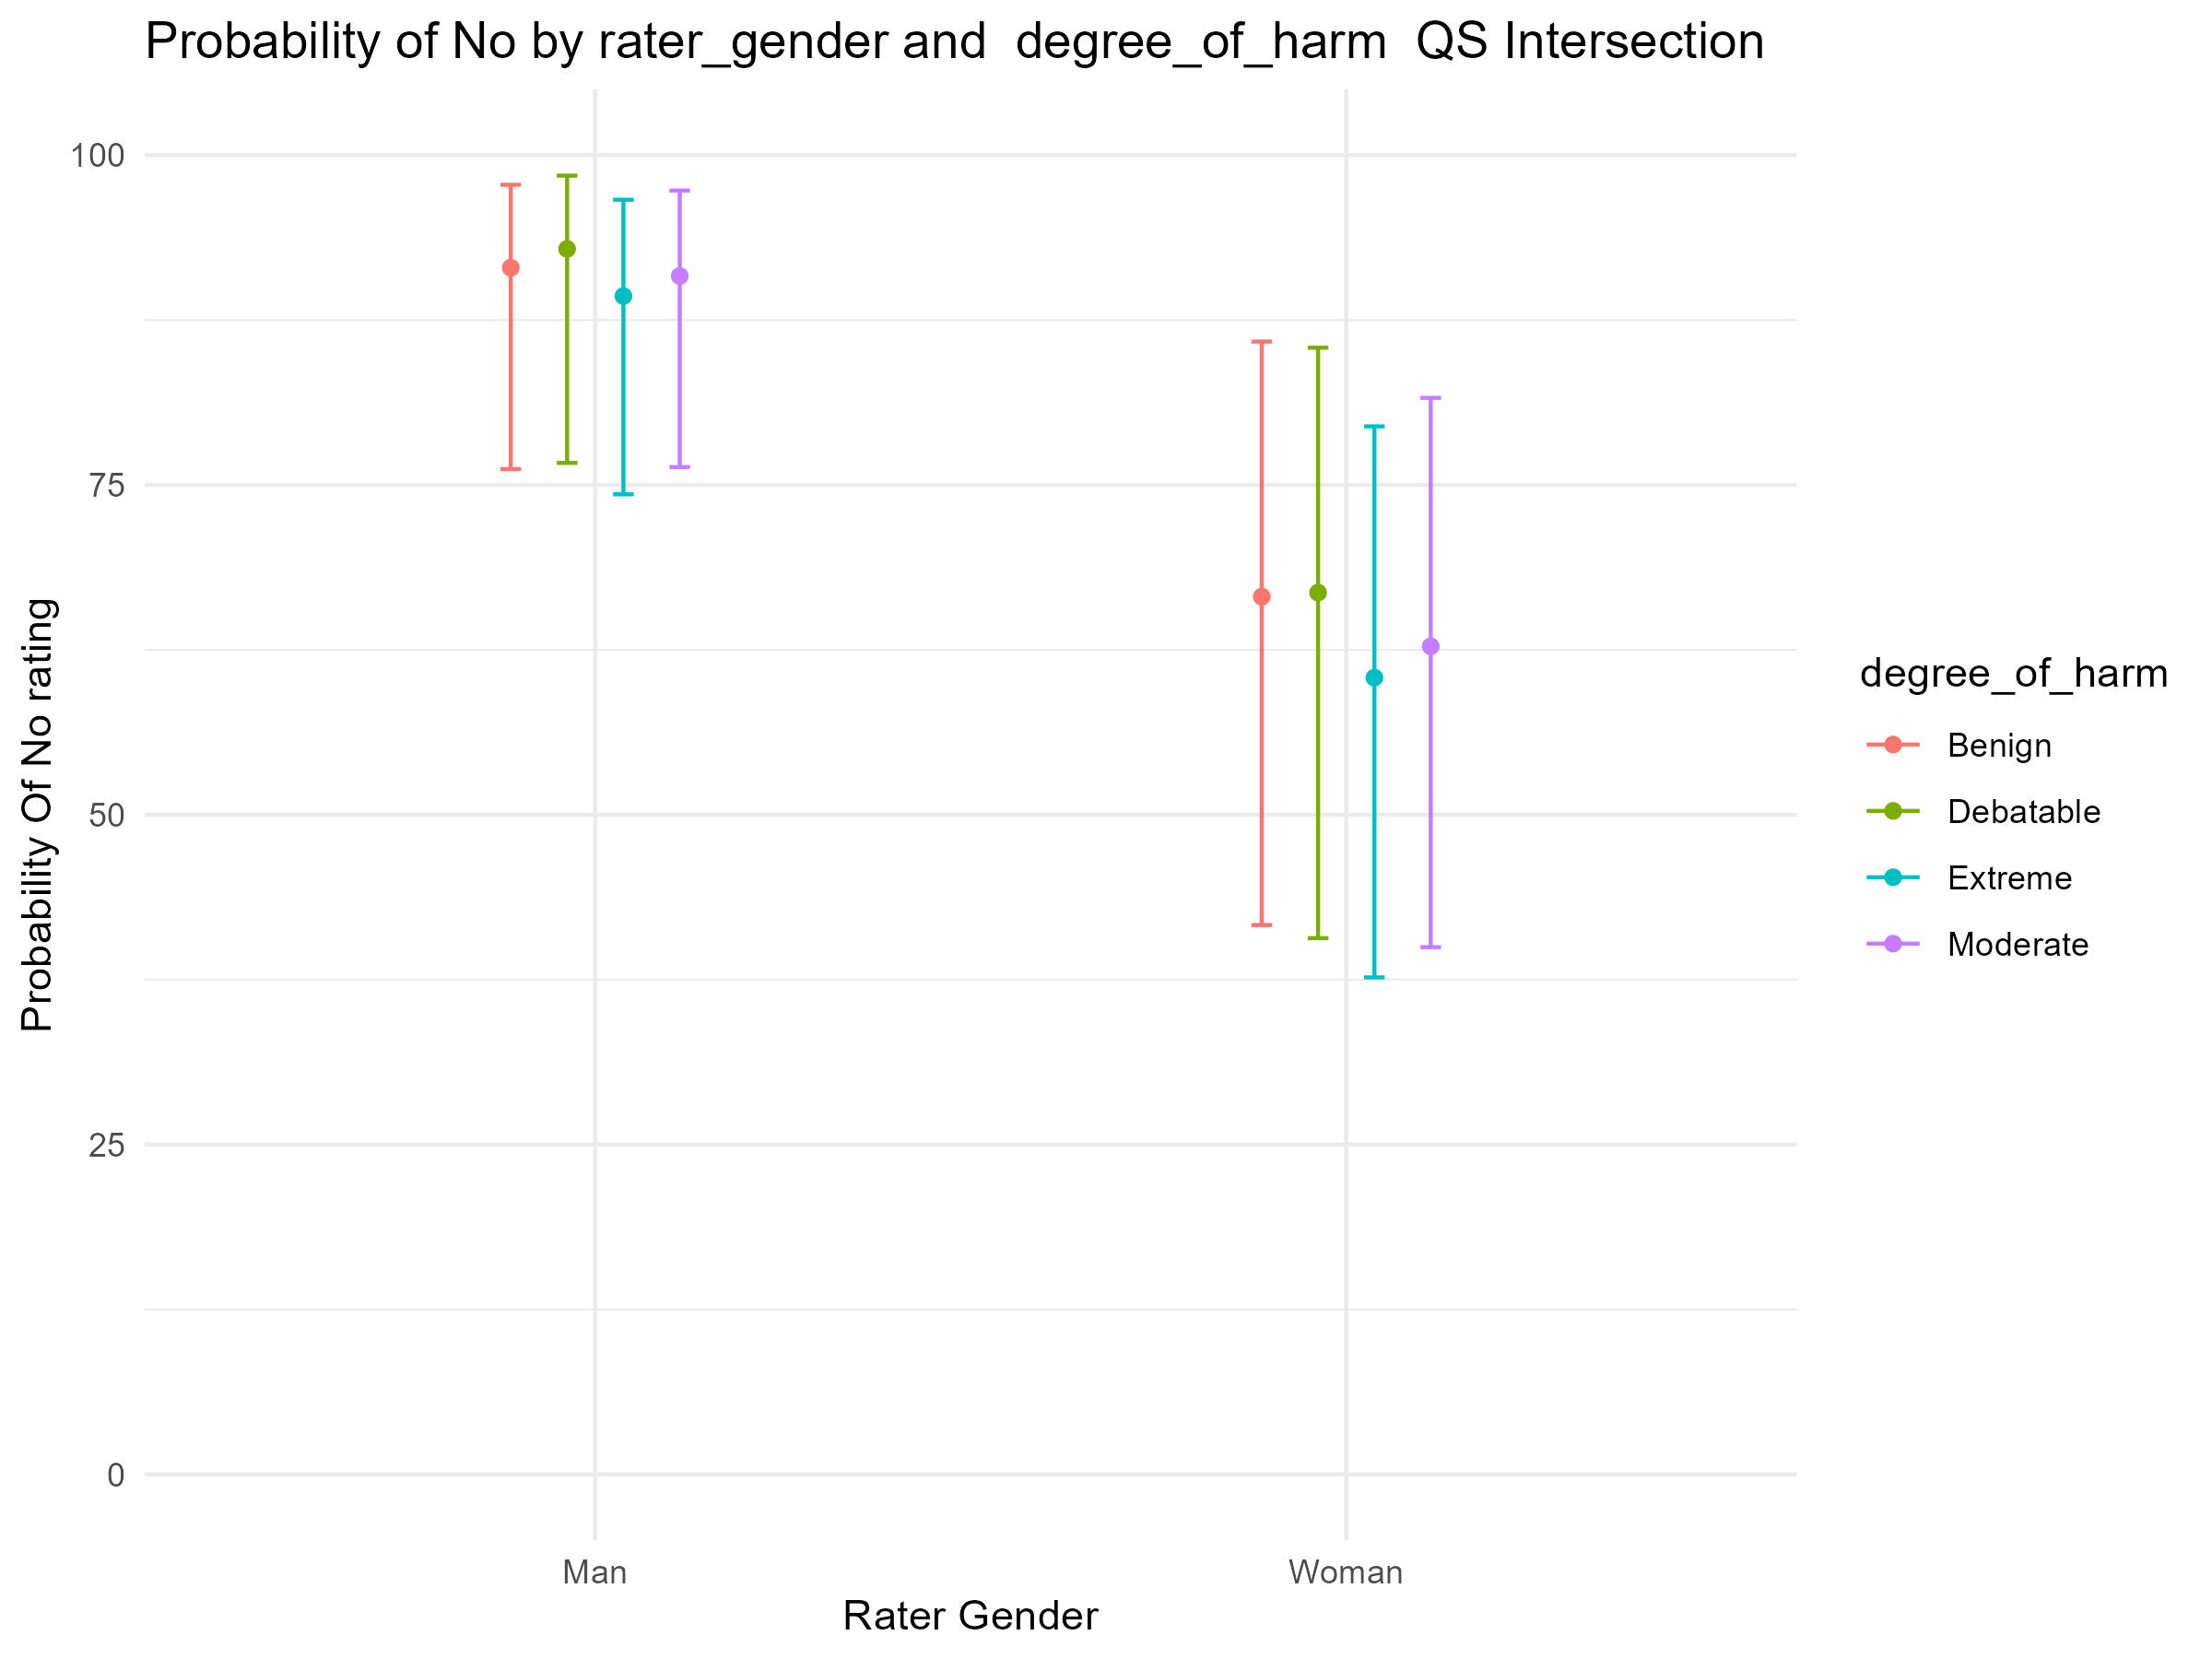 Probability of No by rater_gender and  degree_of_harm  QS Intersection
Probability Of No rating
100
75
50
25
0
Man
Woman
Rater Gender
degree_of_harm
Benign
Debatable
Extreme
Moderate